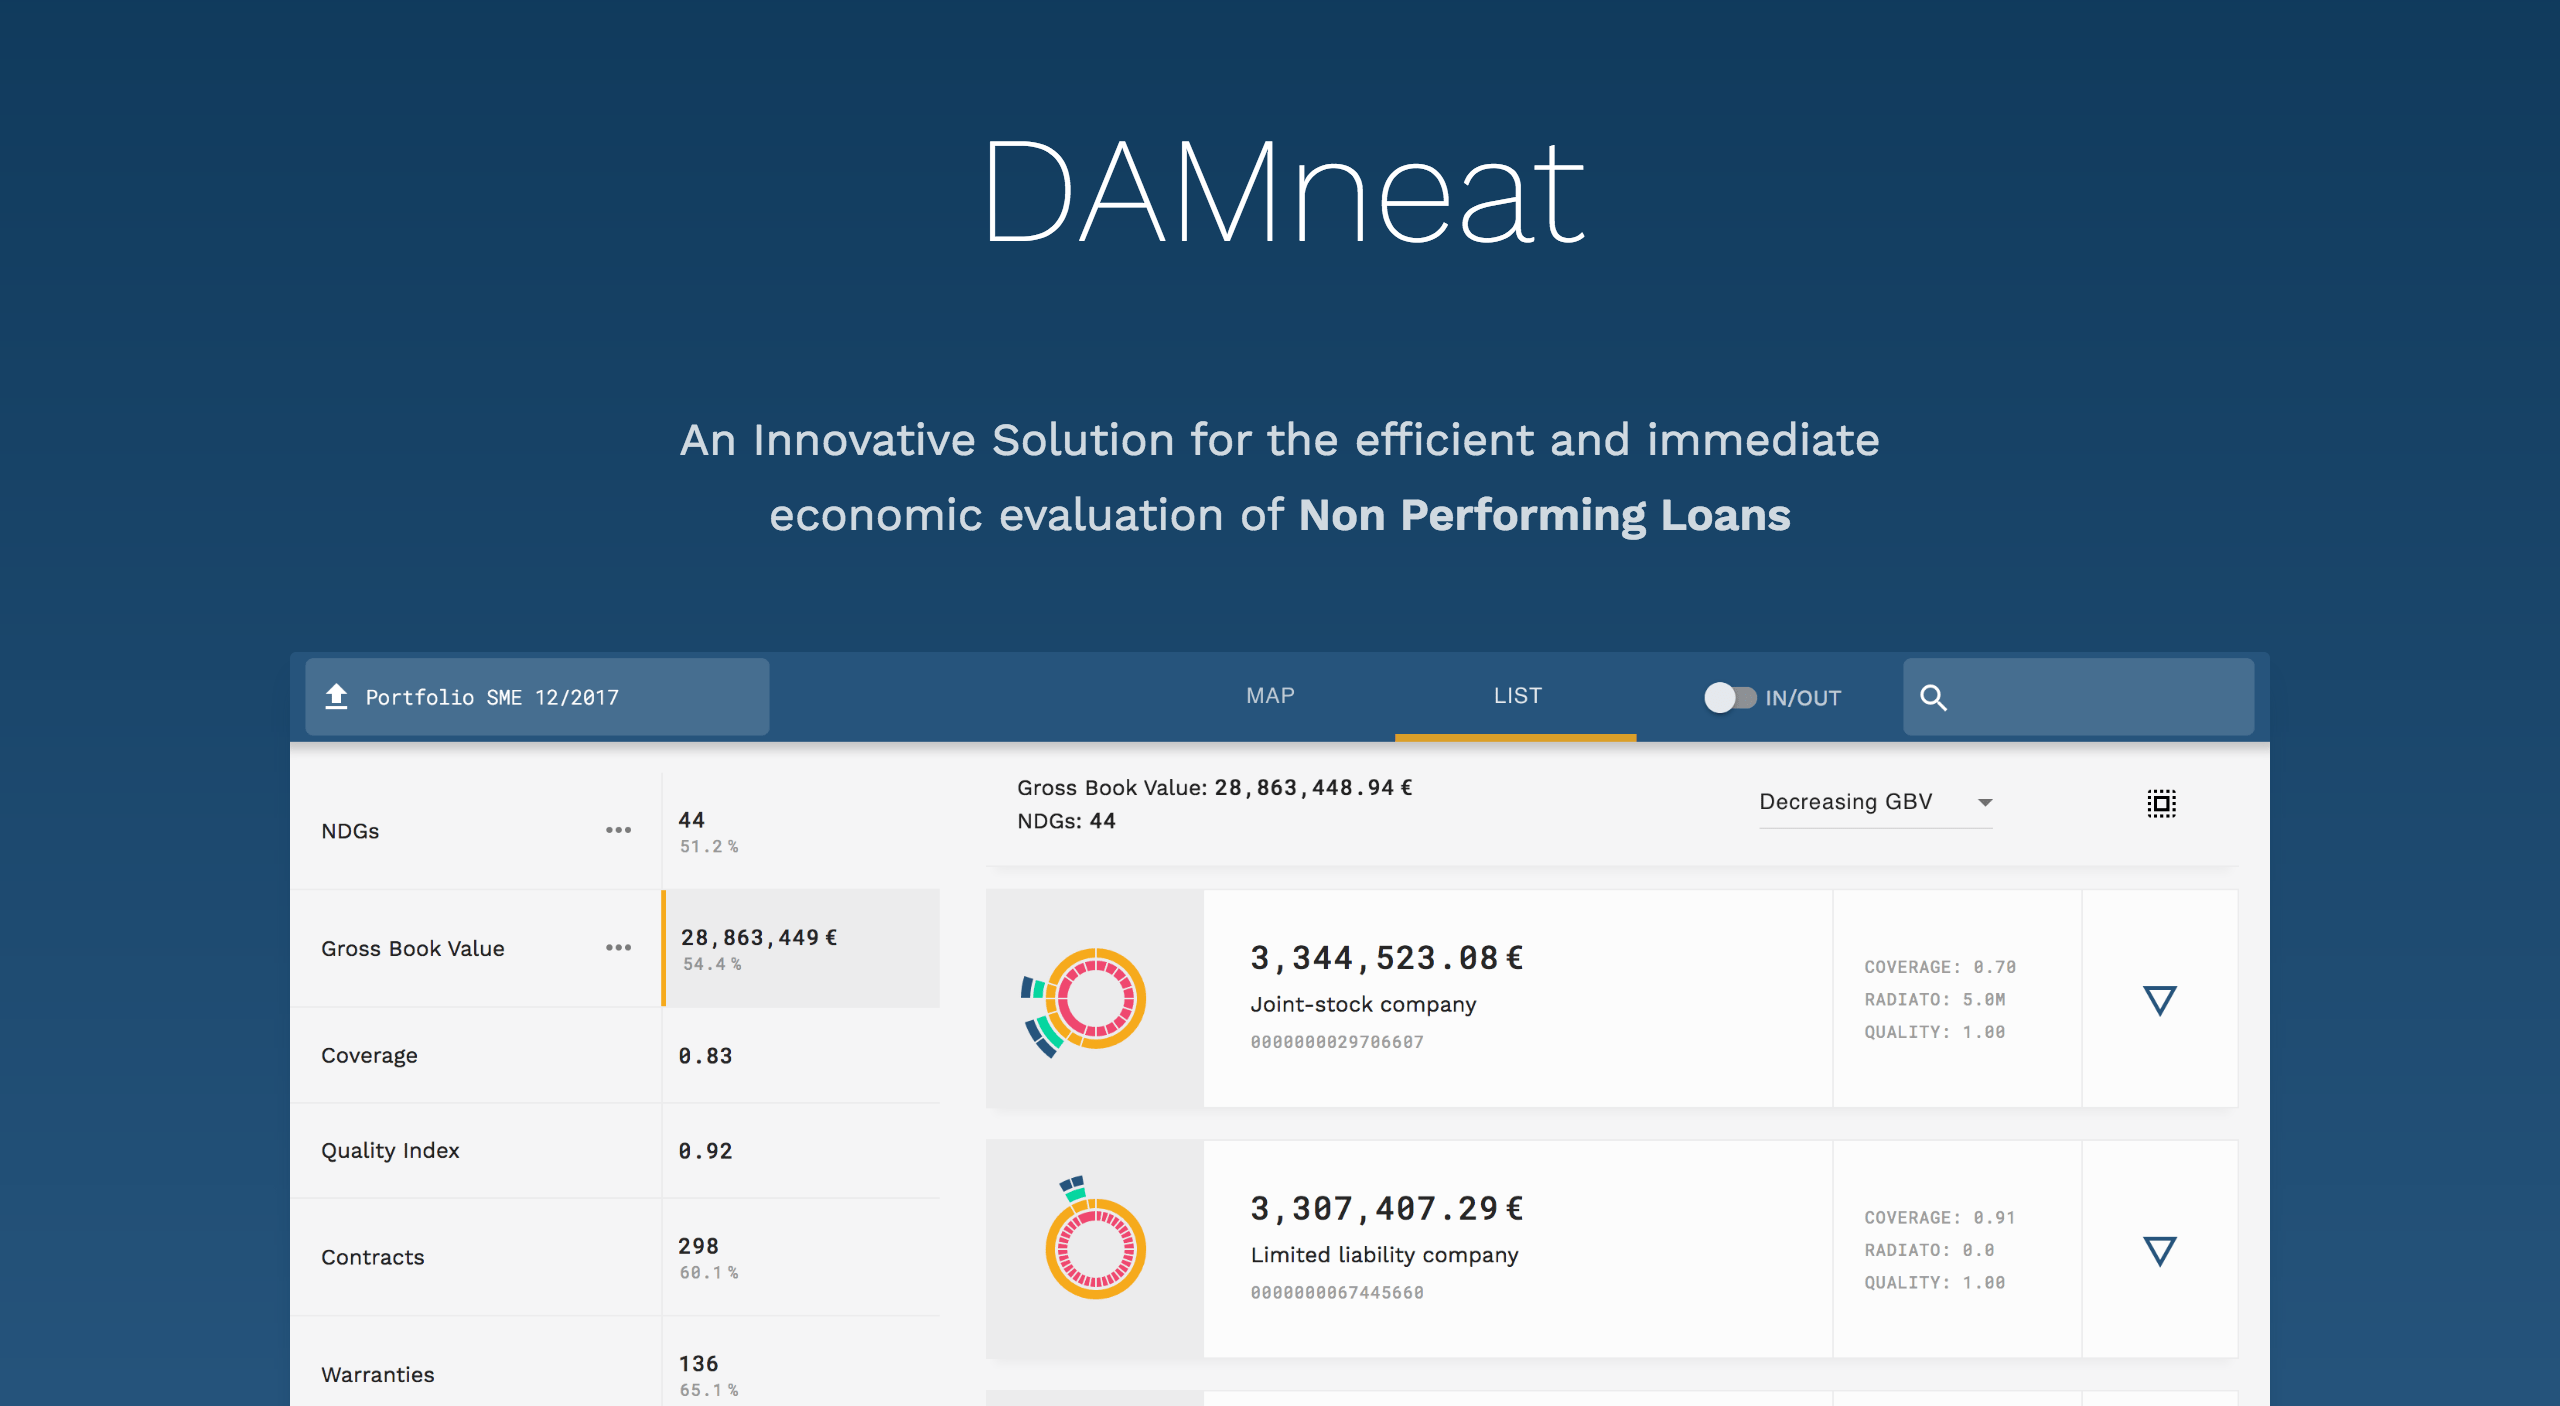 DAMneat
An Innovative Solution for the efficient and immediate
economic evaluation of Non Performing Loans
Portfolio SME 12/2017
MAP
LIST
IN/OUT
NDGs
44
51.2 %
Gross Book Value
28,863,449 €
54.4 %
Coverage
0.83
Quality Index
0.92
Contracts
298
60.1 %
Warranties
136
65.1 %
Gross Book Value: 28,863,448.94 €
NDGs: 44
Decreasing GBV
3,344,523.08 €
Joint-stock company
0000000029706607
COVERAGE: 0.70
RADIATO: 5.0M
QUALITY: 1.00
3,307,407.29 €
Limited liability company
0000000067445660
COVERAGE: 0.91
RADIATO: 0.0
QUALITY: 1.00